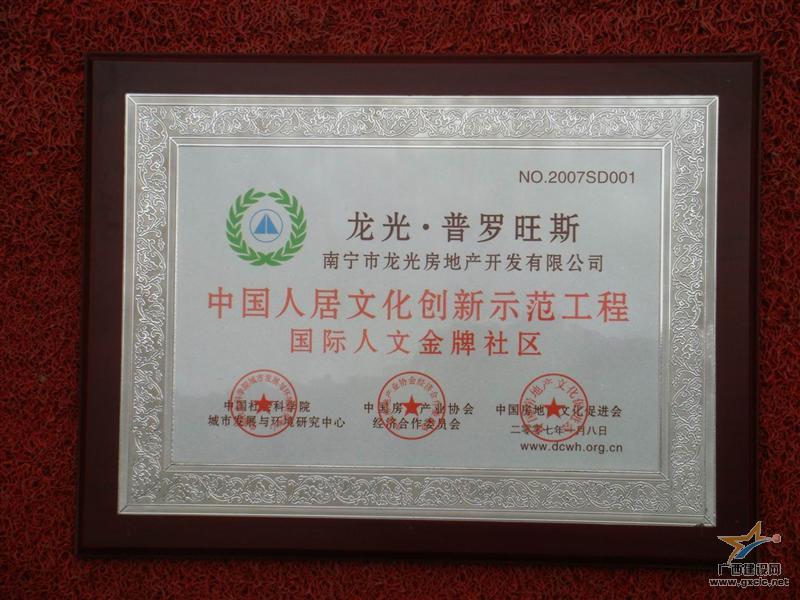 NO.2007SD001
龙光·普罗旺斯
南宁市龙光房地产开发有限公司
中国人居文化创新示范工程
国际人文金牌社区
中国社会科学院
城市发展与环境研究中心
中国房地产业协会
经济合作委员会
中国房地产文化促进会
二〇〇七年一月八日
www.dcwh.org.cn
广西建设网
www.gxcic.net